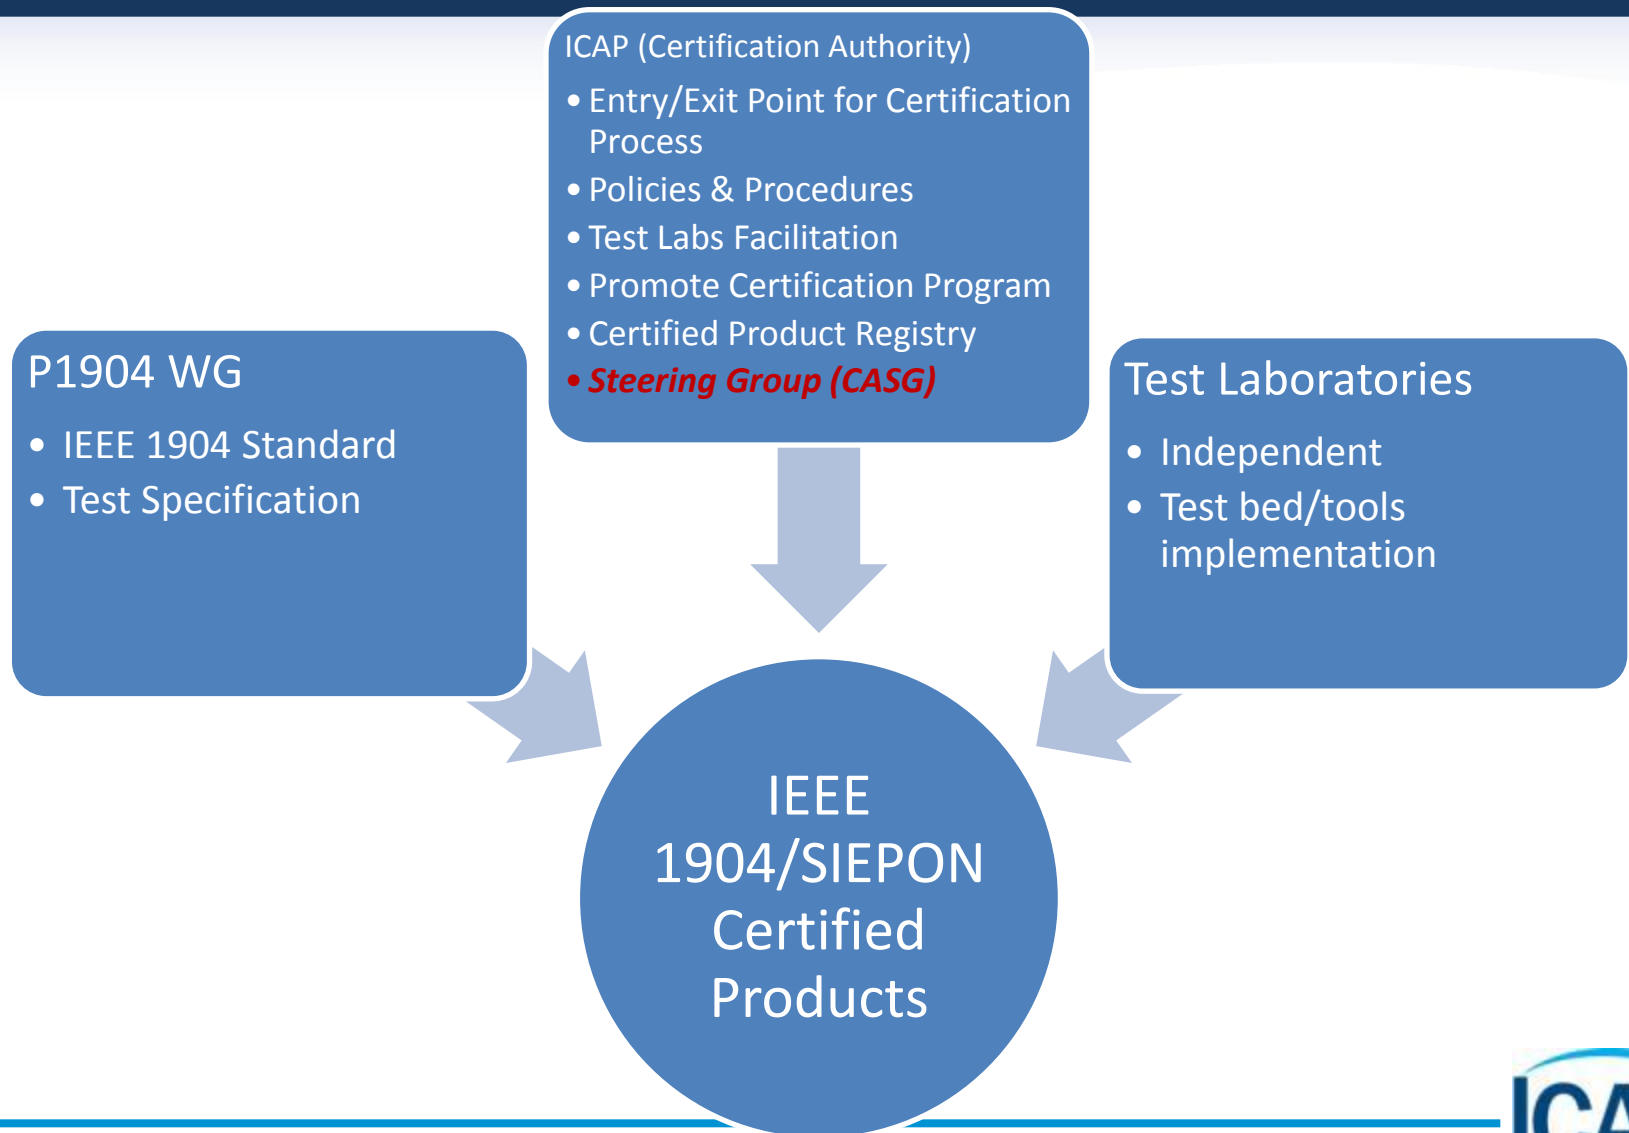 ICAP (Certification Authority)
• Entry/Exit Point for Certification
Process
• Policies & Procedures
• Test Labs Facilitation
• Promote Certification Program
• Certified Product Registry
• Steering Group (CASG)
P1904 WG
• IEEE 1904 Standard
• Test Specification
Test Laboratories
• Independent
• Test bed/tools
implementation
IEEE
1904/SIEPON
Certified
Products